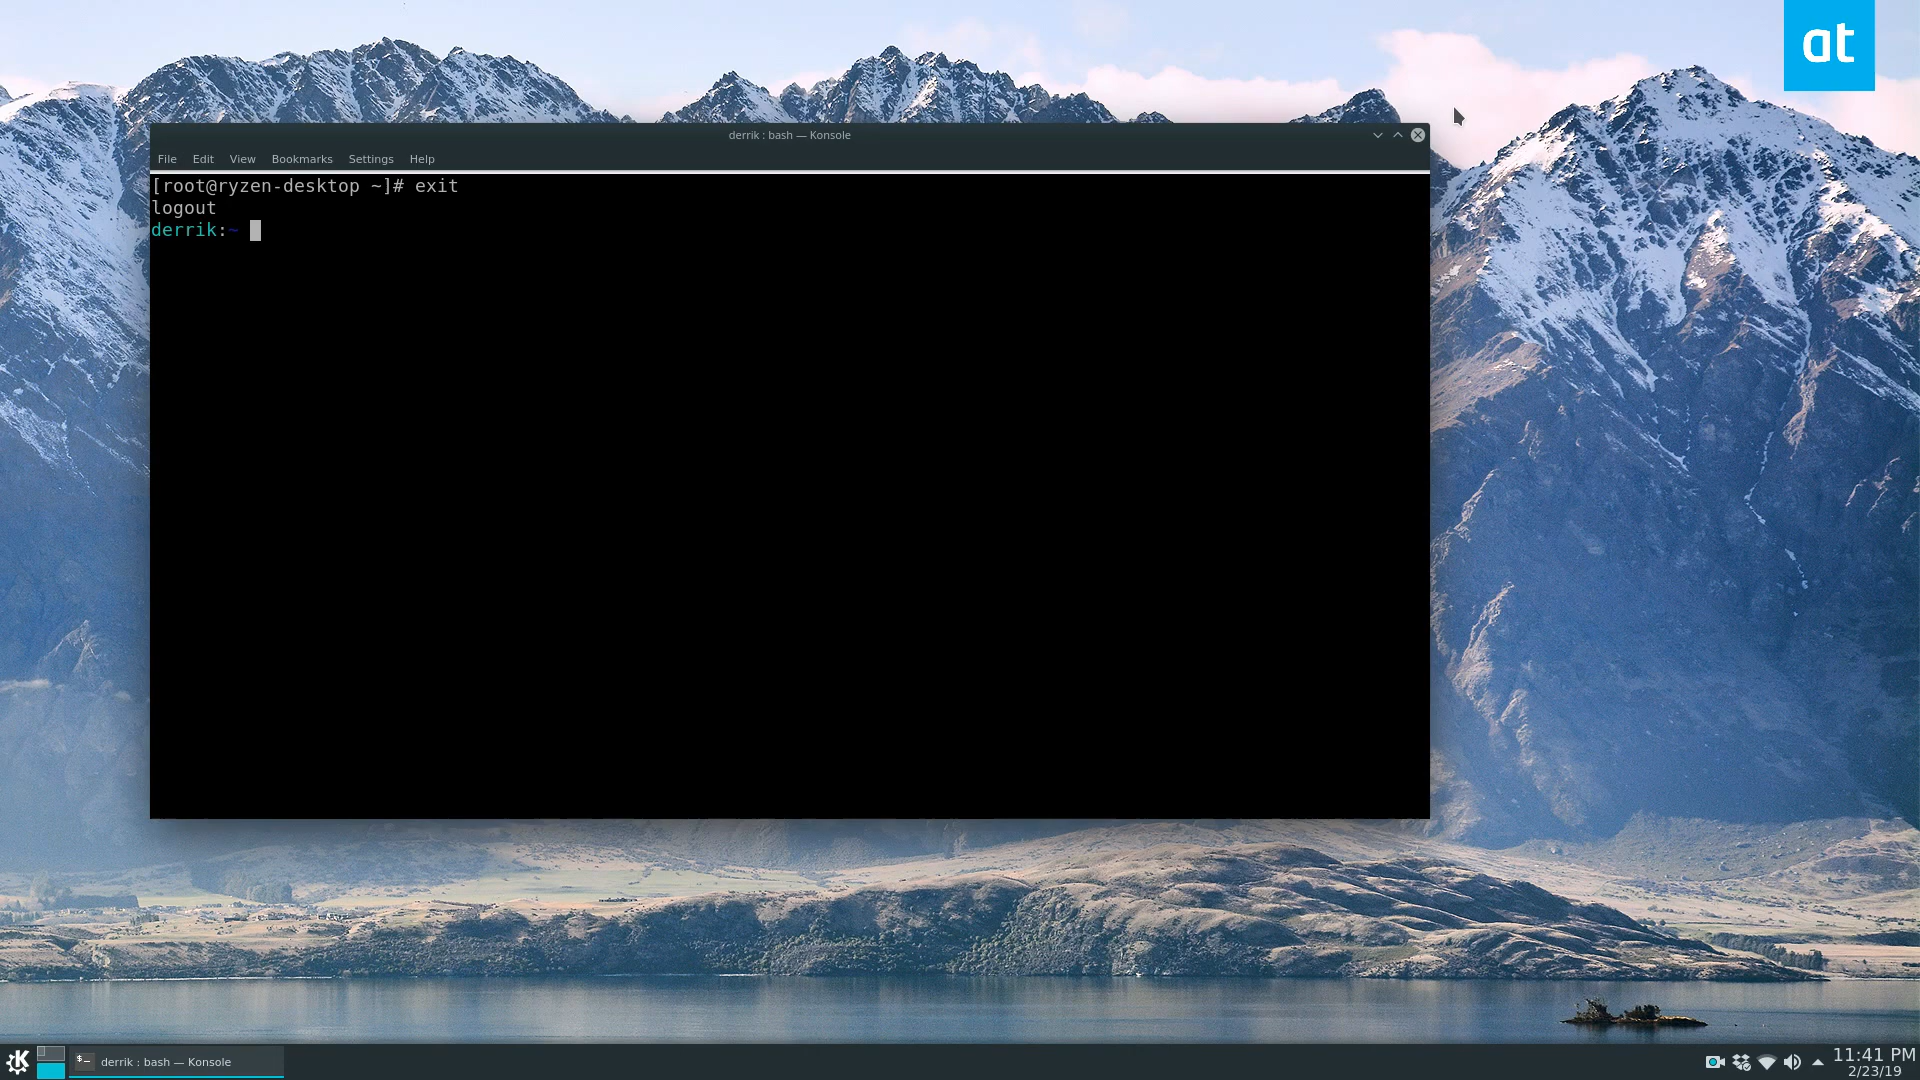 at
derrik : bash — Konsole
File Edit View Bookmarks Settings Help
[root@ryzen-desktop ~]# exit
logout
derrik:~
$-
derrik : bash — Konsole
11:41 PM
2/23/19